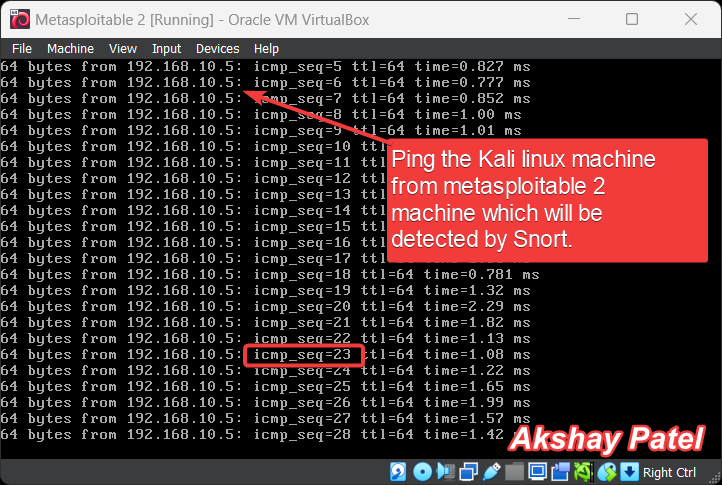 Metasploitable 2 [Running] - Oracle VM VirtualBox
File Machine View Input Devices Help
64 bytes from 192.168.10.5: icmp_seq=5 ttl=64 time=0.827 ms
64 bytes from 192.168.10.5: icmp_seq=6 ttl=64 time=0.777 ms
64 bytes from 192.168.10.5: icmp_seq=7 ttl=64 time=0.852 ms
64 bytes from 192.168.10.5: icmp_seq=8 ttl=64 time=1.00 ms
64 bytes from 192.168.10.5: icmp_seq=9 ttl=64 time=1.01 ms
64 bytes from 192.168.10.5: icmp_seq=10
64 bytes from 192.168.10.5: icmp_seq=11
64 bytes from 192.168.10.5: icmp_seq=12
64 bytes from 192.168.10.5: icmp_seq=13
64 bytes from 192.168.10.5: icmp_seq=14
64 bytes from 192.168.10.5: icmp_seq=15
64 bytes from 192.168.10.5: icmp_seq=16
64 bytes from 192.168.10.5: icmp_seq=17
Ping the Kali linux machine
from metasploitable 2
machine which will be
detected by Snort.
64 bytes from 192.168.10.5: icmp_seq=18 ttl=64 time=0.781 ms
64 bytes from 192.168.10.5: icmp_seq=19 ttl=64 time=1.32 ms
64 bytes from 192.168.10.5: icmp_seq=20 ttl=64 time=2.29 ms
64 bytes from 192.168.10.5: icmp_seq=21 ttl=64 time=1.82 ms
64 bytes from 192.168.10.5: icmp_seq=22 ttl=64 time=1.13 ms
64 bytes from 192.168.10.5: icmp_seq=23 ttl=64 time=1.08 ms
64 bytes from 192.168.10.5: icmp_seq=24 ttl=64 time=1.22 ms
64 bytes from 192.168.10.5: icmp_seq=25 ttl=64 time=1.65 ms
64 bytes from 192.168.10.5: icmp_seq=26 ttl=64 time=1.99 ms
64 bytes from 192.168.10.5: icmp_seq=27 ttl=64 time=1.57 ms
64 bytes from 192.168.10.5: icmp_seq=28 ttl=64 time=1.42 ms
Akshay Patel
Right Ctrl